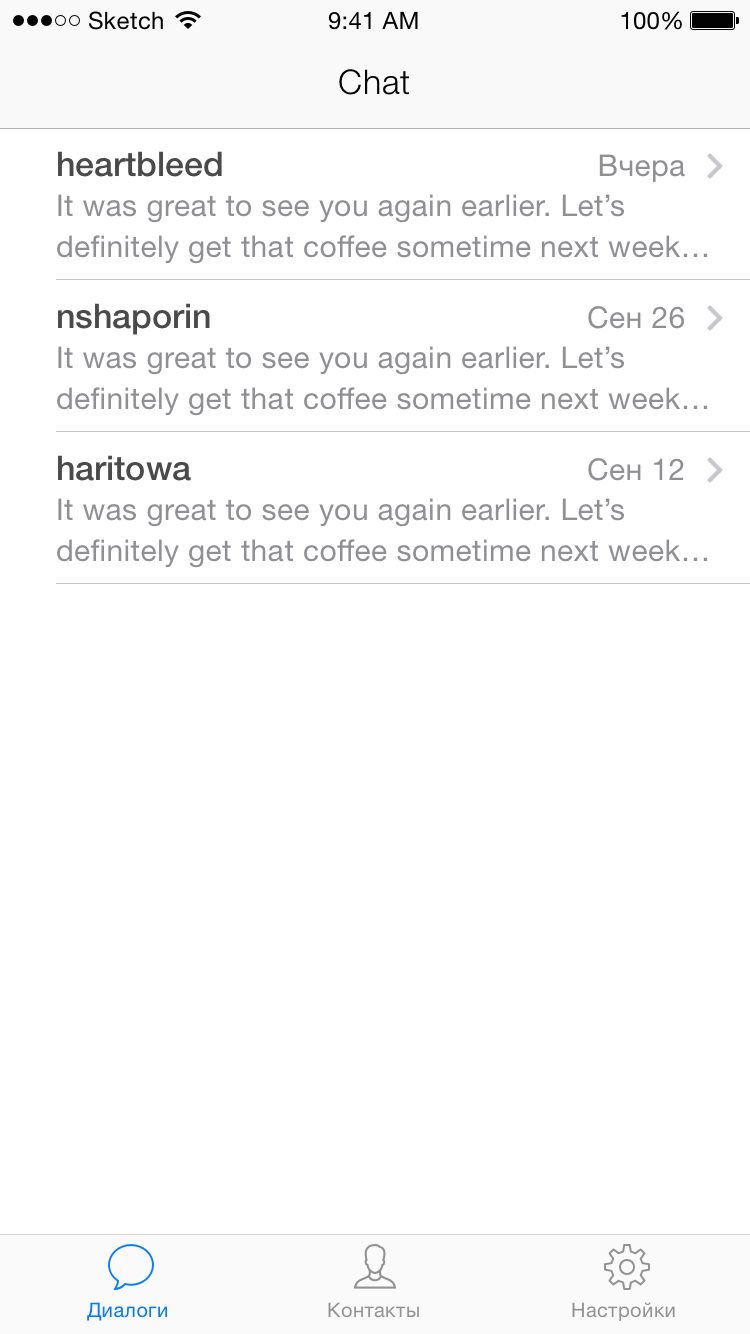 Sketch 9:41 AM 100%
Chat
heartbleed Вчера
It was great to see you again earlier. Let’s
definitely get that coffee sometime next week…
nshaporin Сен 26
It was great to see you again earlier. Let’s
definitely get that coffee sometime next week…
haritowa Сен 12
It was great to see you again earlier. Let’s
definitely get that coffee sometime next week…
Диалоги Контакты Настройки